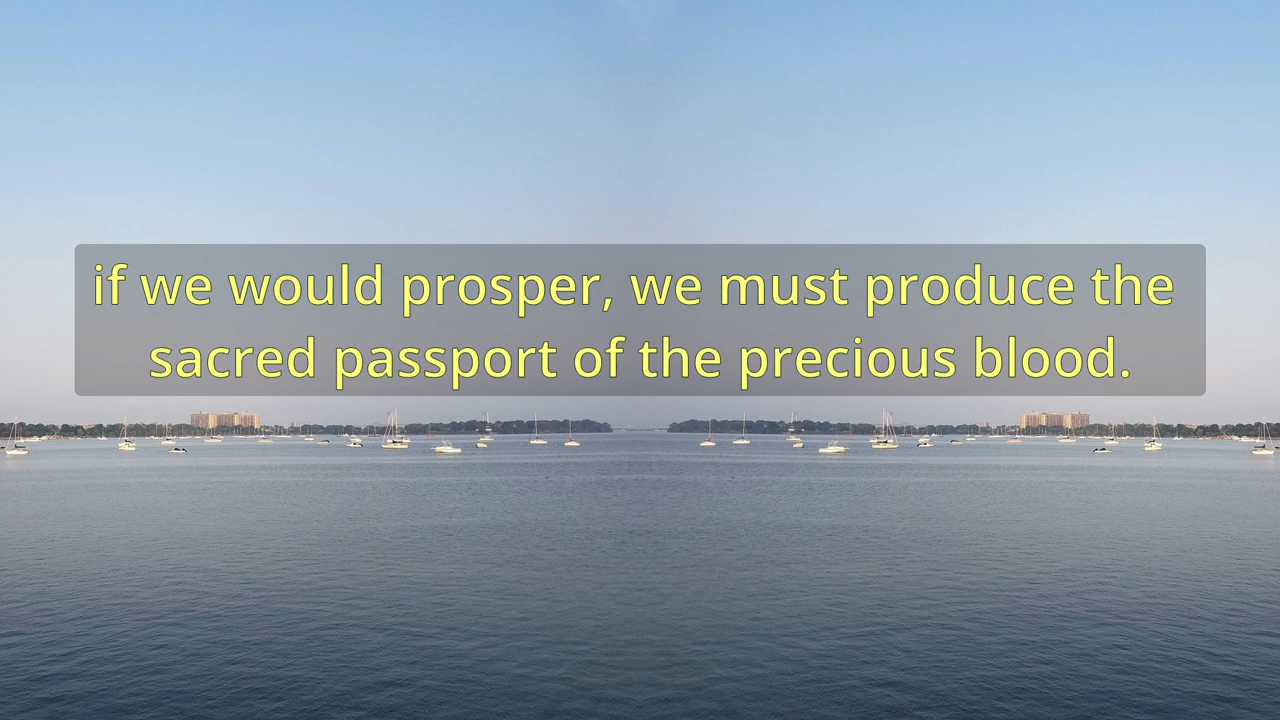 if we would prosper, we must produce the
sacred passport of the precious blood.